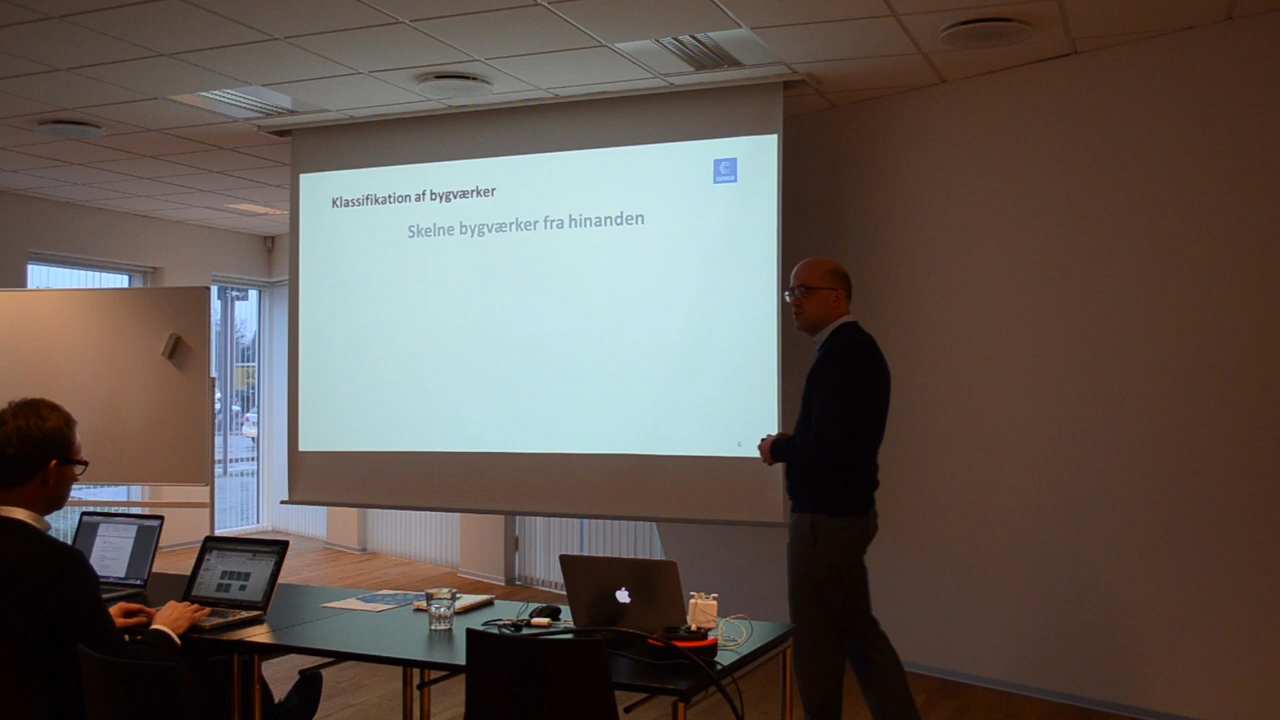 Klassifikation af bygværker
Skelne bygværker fra hinanden